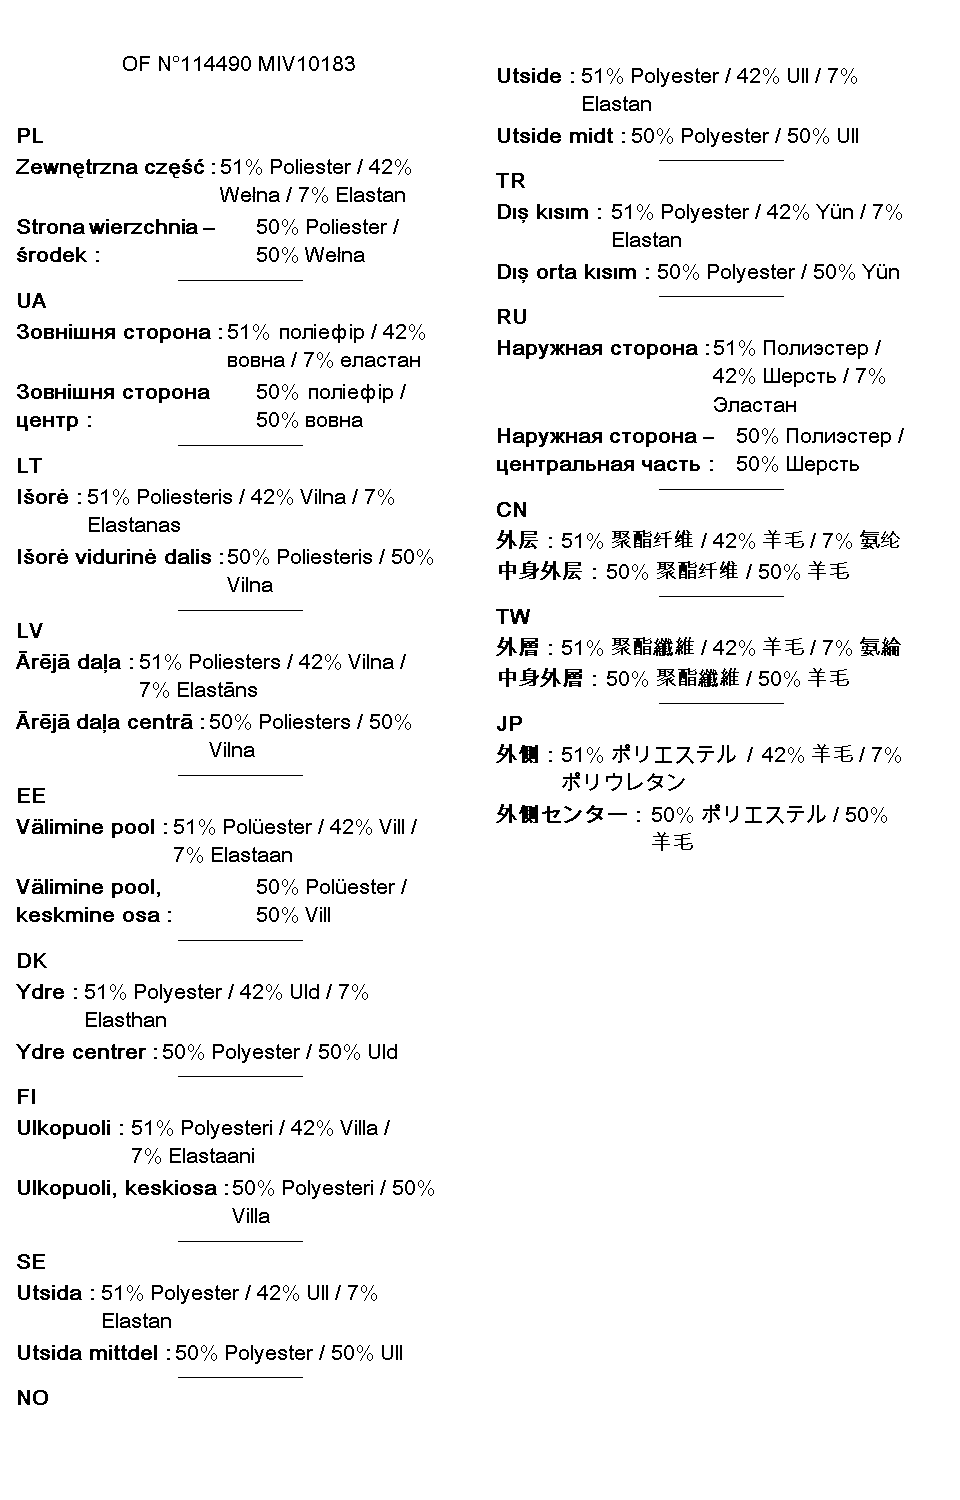 OF N°114490 MIV10183
PL
Zewnętrzna część : 51% Poliester / 42%
Wełna / 7% Elastan
Strona wierzchnia – 50% Poliester /
środek : 50% Wełna
UA
Зовнішня сторона : 51% поліефір / 42%
вовна / 7% еластан
Зовнішня сторона 50% поліефір /
центр : 50% вовна
LT
Išorė : 51% Poliesteris / 42% Vilna / 7%
Elastanas
Išorė vidurinė dalis : 50% Poliesteris / 50%
Vilna
LV
Ārējā daļa : 51% Poliesters / 42% Vilna /
7% Elastāns
Ārējā daļa centrā : 50% Poliesters / 50%
Vilna
EE
Välimine pool : 51% Polüester / 42% Vill /
7% Elastaan
Välimine pool, 50% Polüester /
keskmine osa : 50% Vill
DK
Ydre : 51% Polyester / 42% Uld / 7%
Elasthan
Ydre centrer : 50% Polyester / 50% Uld
FI
Ulkopuoli : 51% Polyesteri / 42% Villa /
7% Elastaani
Ulkopuoli, keskiosa : 50% Polyesteri / 50%
Villa
SE
Utsida : 51% Polyester / 42% Ull / 7%
Elastan
Utsida mittdel : 50% Polyester / 50% Ull
NO
Utside : 51% Polyester / 42% Ull / 7%
Elastan
Utside midt : 50% Polyester / 50% Ull
TR
Dış kısım : 51% Polyester / 42% Yün / 7%
Elastan
Dış orta kısım : 50% Polyester / 50% Yün
RU
Наружная сторона : 51% Полиэстер /
42% Шерсть / 7%
Эластан
Наружная сторона – 50% Полиэстер /
центральная часть : 50% Шерсть
CN
外层 : 51% 聚酯纤维 / 42% 羊毛 / 7% 氨纶
中身外层 : 50% 聚酯纤维 / 50% 羊毛
TW
外層 : 51% 聚酯纖維 / 42% 羊毛 / 7% 氨綸
中身外層 : 50% 聚酯纖維 / 50% 羊毛
JP
外側 : 51% ポリエステル / 42% 羊毛 / 7%
ポリウレタン
外側センター : 50% ポリエステル / 50%
羊毛